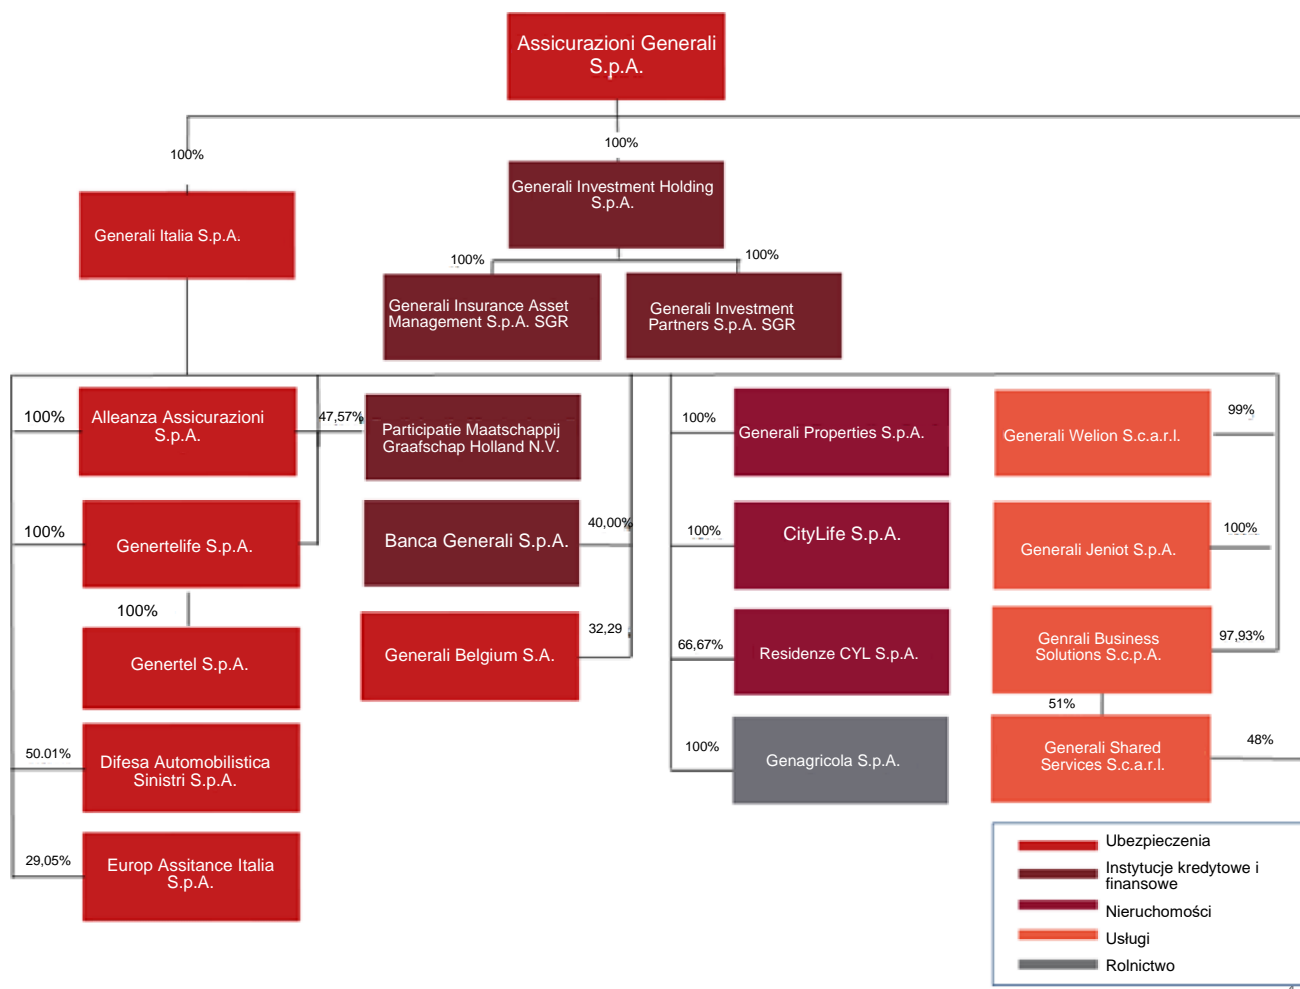 Assicurazioni Generali
S.p.A.
100%
100%
Generali Investment Holding
S.p.A.
Generali Italia S.p.A.
100%
100%
Generali Insurance Asset
Management S.p.A. SGR
Generali Investment
Partners S.p.A. SGR
100%
Alleanza Assicurazioni
S.p.A.
47,57%
Participatie Maatschappij
Graafschap Holland N.V.
100%
Generali Properties S.p.A.
Generali Welion S.c.a.r.l.
99%
100%
Genertelife S.p.A.
Banca Generali S.p.A.
40,00%
100%
CityLife S.p.A.
Generali Jeniot S.p.A.
100%
100%
Genertel S.p.A.
Generali Belgium S.A.
32,29
66,67%
Residenze CYL S.p.A.
Genrali Business
Solutions S.c.p.A.
97,93%
51%
50.01%
Difesa Automobilistica
Sinistri S.p.A.
100%
Genagricola S.p.A.
Generali Shared
Services S.c.a.r.l.
48%
29,05%
Europ Assitance Italia
S.p.A.
Ubezpieczenia
Instytucje kredytowe i
finansowe
Nieruchomości
Usługi
Rolnictwo